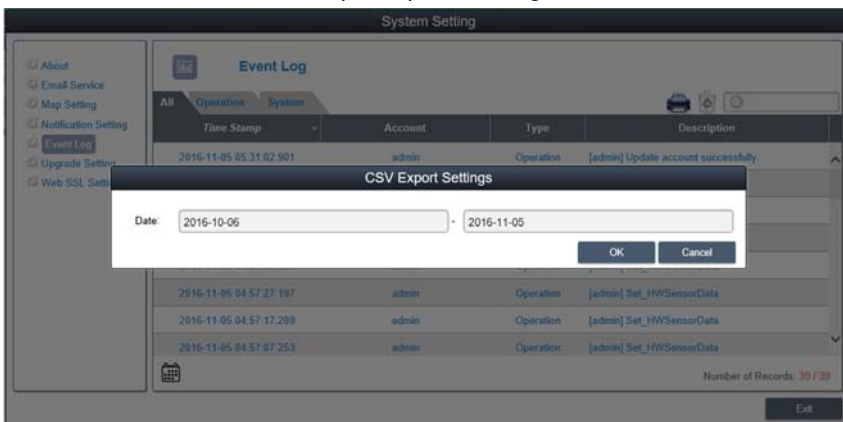 System Setting
About
Email Service
Map Setting
Notification Setting
Event Log
Upgrade Setting
Web SSL Setti
Event Log
All Operation System
Time Stamp Account Type Description
2016-11-05 05.31.02.901 admin Operation [admin] Update account successfully.
CSV Export Settings
Date: 2016-10-06 - 2016-11-05
OK Cancel
2016-11-05 04.57.27.197 admin Operation [admin] Set_HWSensorData
2016-11-05 04.57.17.209 admin Operation [admin] Set_HWSensorData
2016-11-05 04.57.07.253 admin Operation [admin] Set_HWSensorData
Number of Records: 39 / 39
Exit